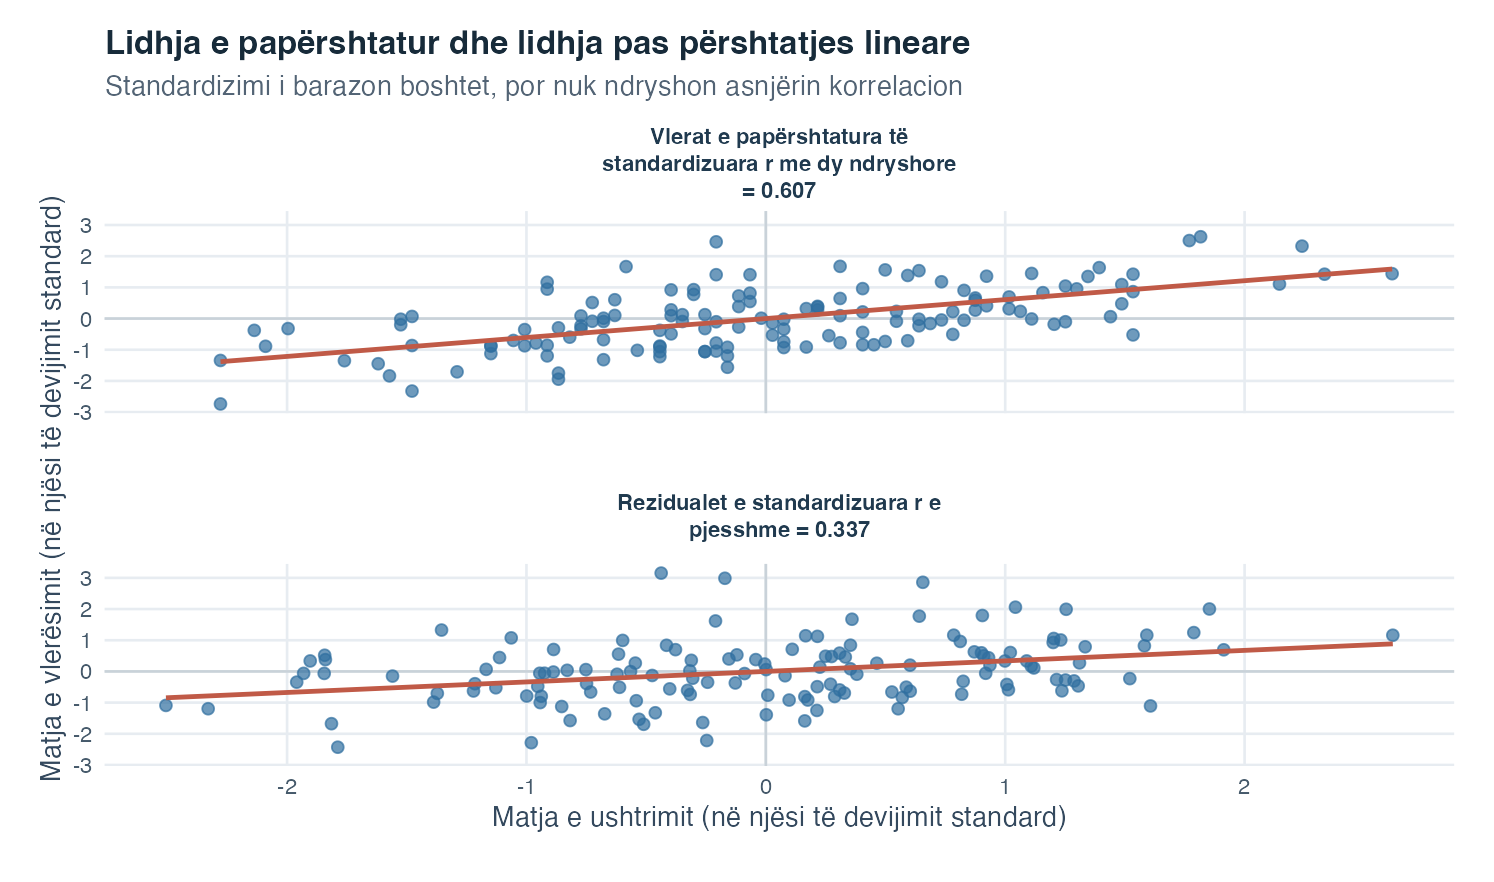 Lidhja e papërshtatur dhe lidhja pas përshtatjes lineare
Standardizimi i barazon boshtet, por nuk ndryshon asnjërin korrelacion
Vlerat e papërshtatura të
standardizuara r me dy ndryshore
= 0.607
3
2
1
0
-1
-2
-3
Rezidualet e standardizuara r e
pjesshme = 0.337
3
2
1
0
-1
-2
-3
-2
-1
0
1
2
Matja e ushtrimit (në njësi të devijimit standard)
Matja e vlerësimit (në njësi të devijimit standard)